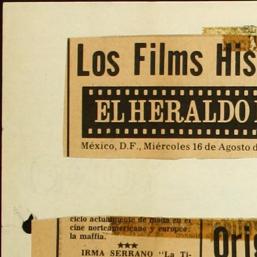 Los Films His
EL HERALDO
México, D.F., Miércoles 16 de Agosto d
ciclo actualmente de moda en el
cine norteamericano y europeo:
la maffia.
***
IRMA SERRANO "La Ti-
Oris